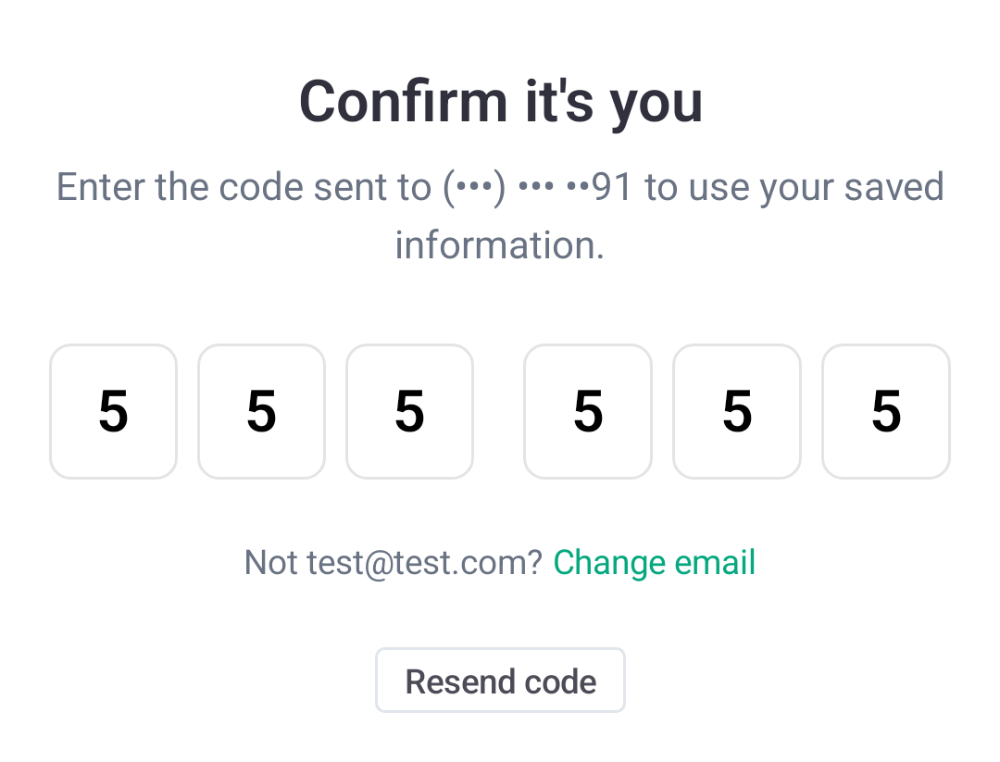 Confirm it's you
Enter the code sent to (•••) ••• ••91 to use your saved
information.
5 5 5 5 5 5
Not test@test.com? Change email
Resend code